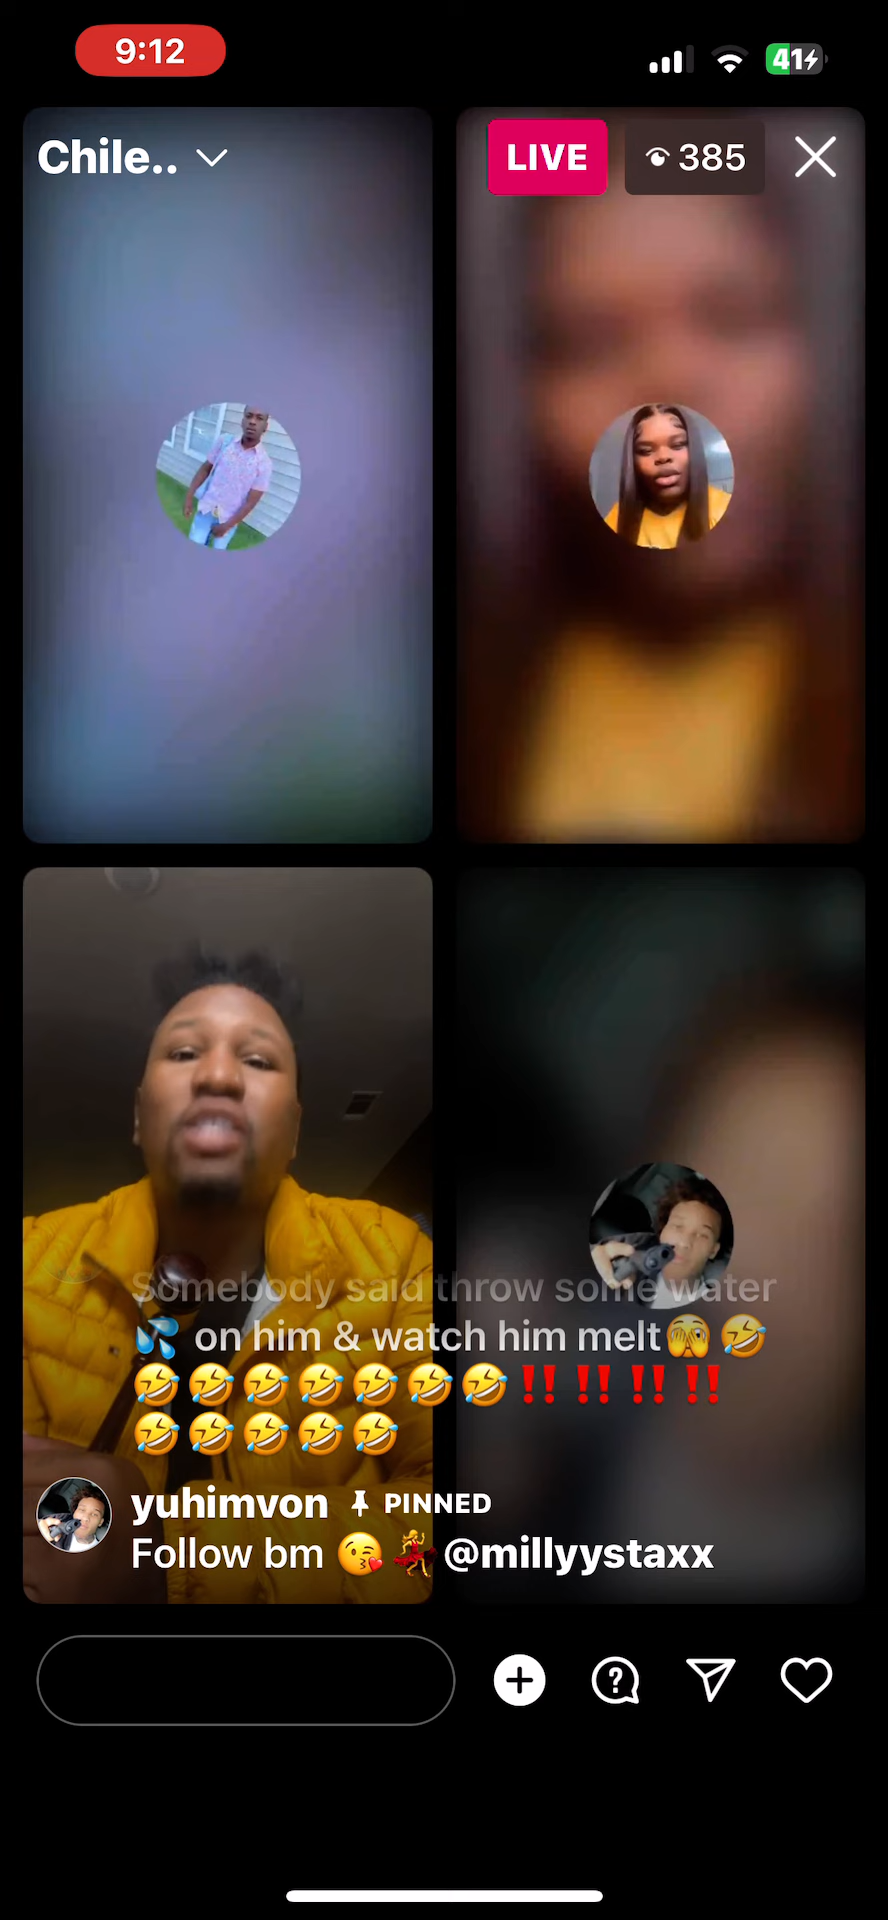 9:12
41
Chile..
LIVE
385
Somebody said throw some water
💦 on him & watch him melt🫣🤣
🤣🤣🤣🤣🤣🤣🤣‼️‼️‼️‼️
🤣🤣🤣🤣🤣
yuhimvon PINNED
Follow bm 😘💃@millyystaxx